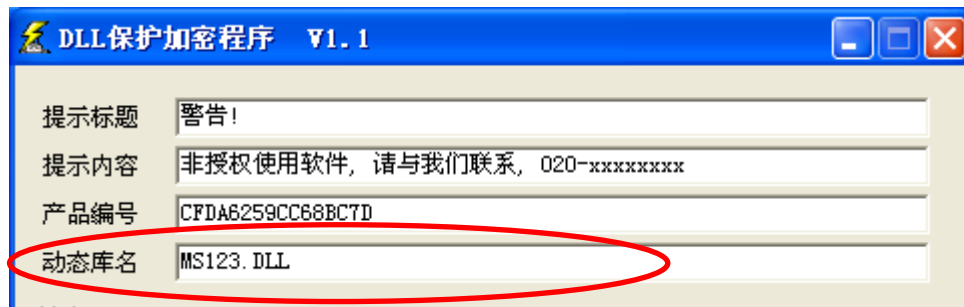 DLL保护加密程序 V1.1
提示标题 警告!
提示内容 非授权使用软件, 请与我们联系, 020-xxxxxxxx
产品编号 CFDA6259CC68BC7D
动态库名 MS123.DLL